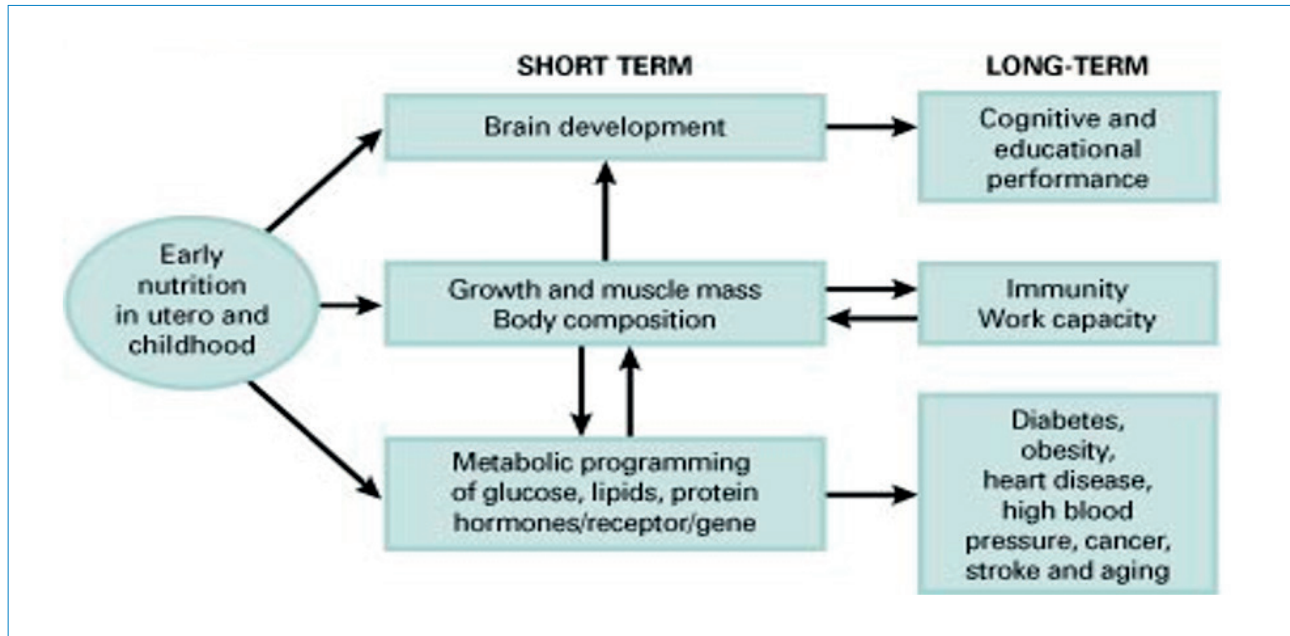 SHORT TERM
LONG-TERM
Early
nutrition
in utero and
childhood
Brain development
Cognitive and
educational
performance
Growth and muscle mass
Body composition
Immunity
Work capacity
Metabolic programming
of glucose, lipids, protein
hormones/receptor/gene
Diabetes,
obesity,
heart disease,
high blood
pressure, cancer,
stroke and aging